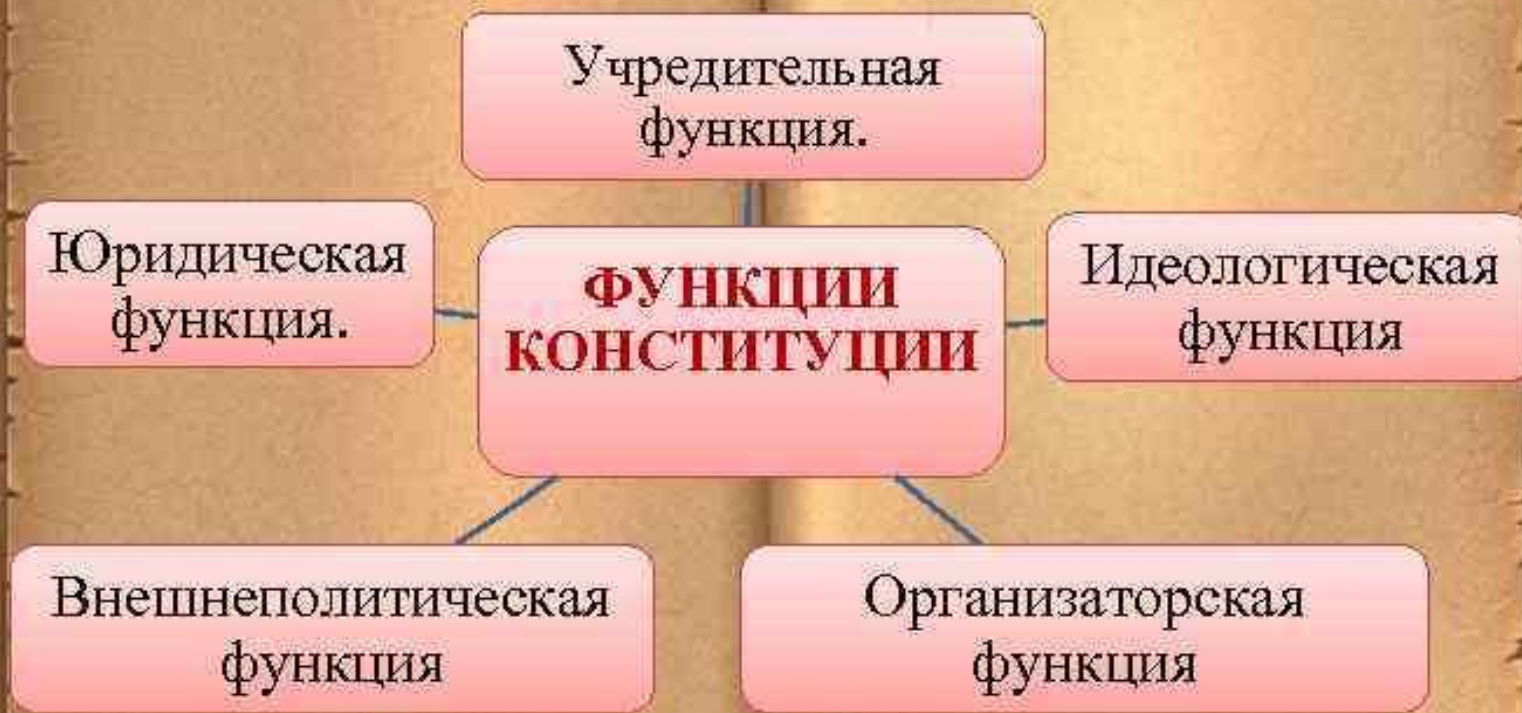 Учредительная
функция.
Юридическая
функция.
ФУНКЦИИ
КОНСТИТУЦИИ
Идеологическая
функция
Внешнеполитическая
функция
Организаторская
функция